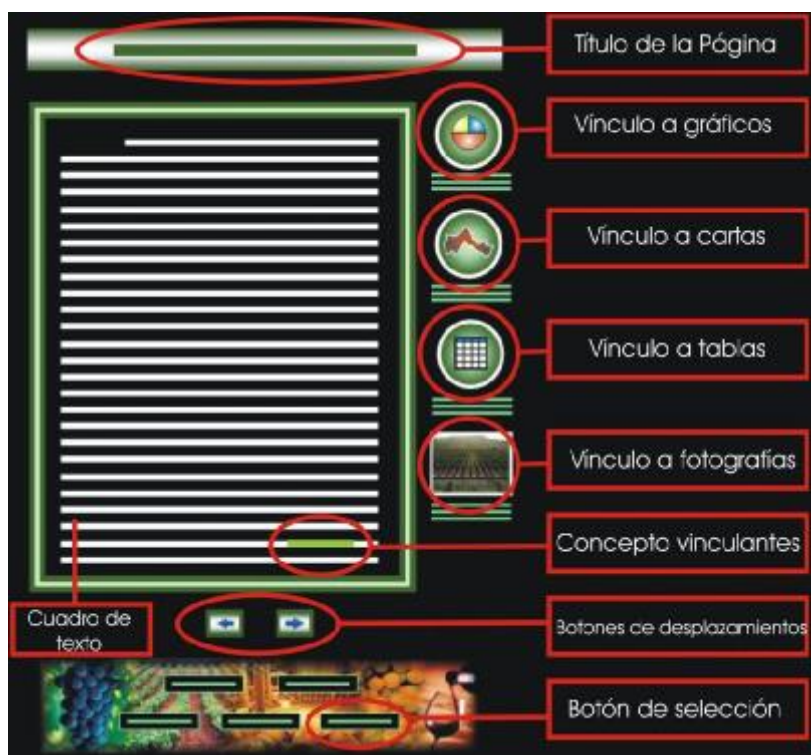 Título de la Página
Vínculo a gráficos
Vínculo a cartas
Vínculo a tablas
Vínculo a fotografías
Concepto vinculantes
Cuadro de
texto
Botones de desplazamientos
Botón de selección